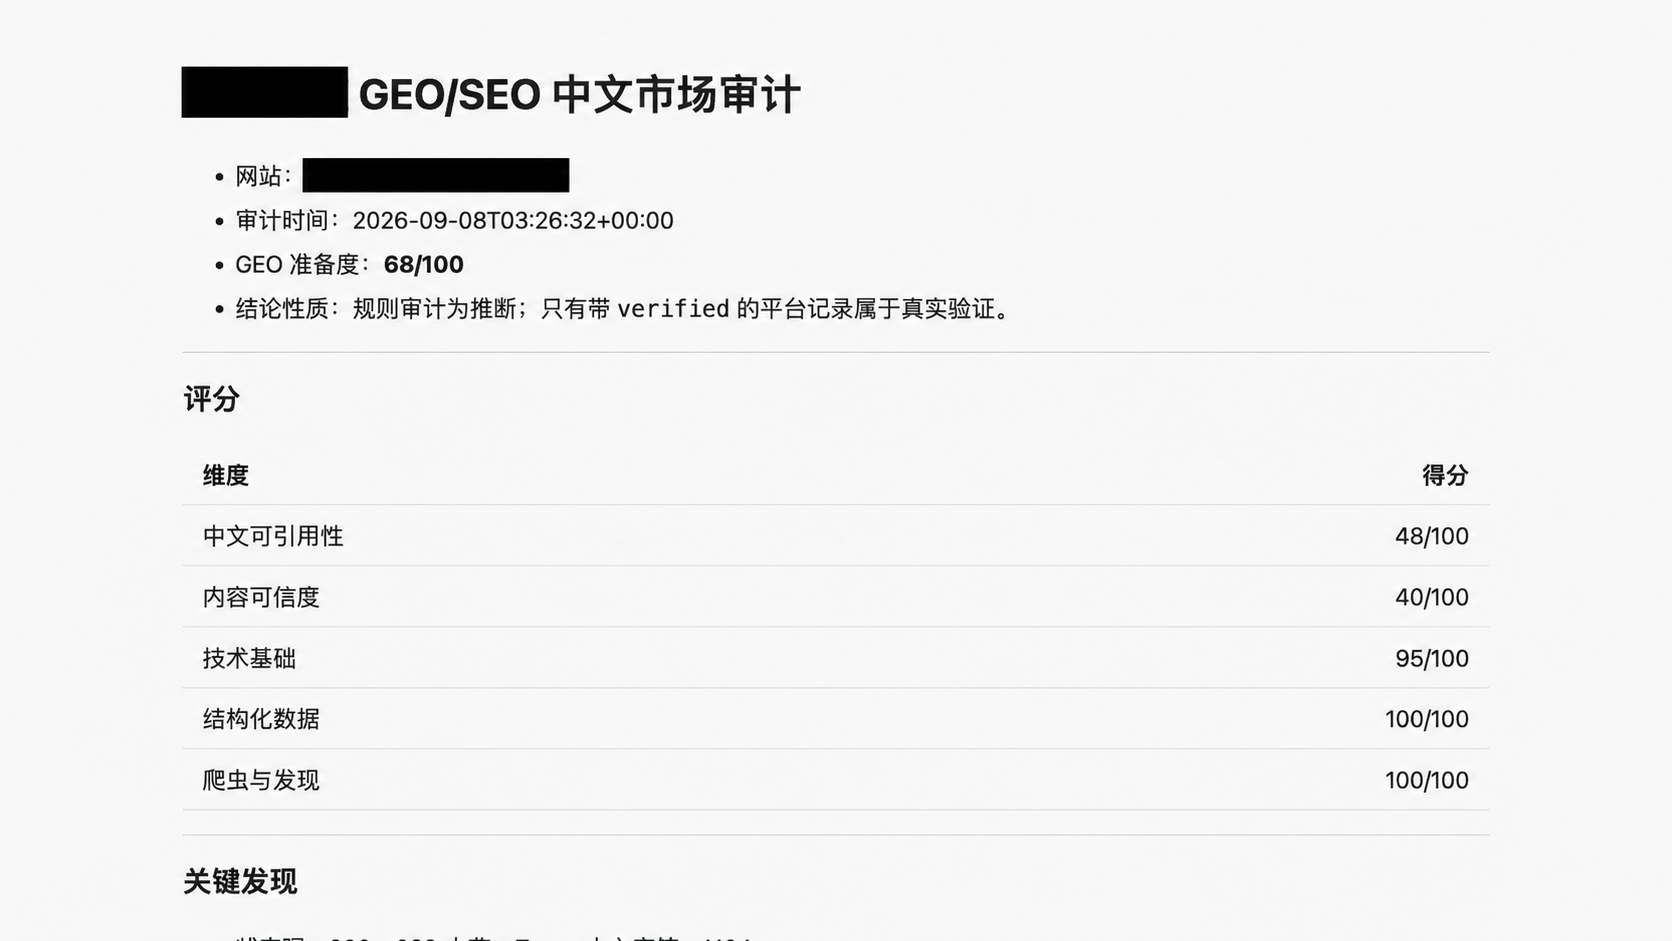 GEO/SEO 中文市场审计
网站：
审计时间：2026-09-08T03:26:32+00:00
GEO 准备度：68/100
结论性质：规则审计为推断；只有带 verified 的平台记录属于真实验证。
评分
维度 得分
中文可引用性 48/100
内容可信度 40/100
技术基础 95/100
结构化数据 100/100
爬虫与发现 100/100
关键发现